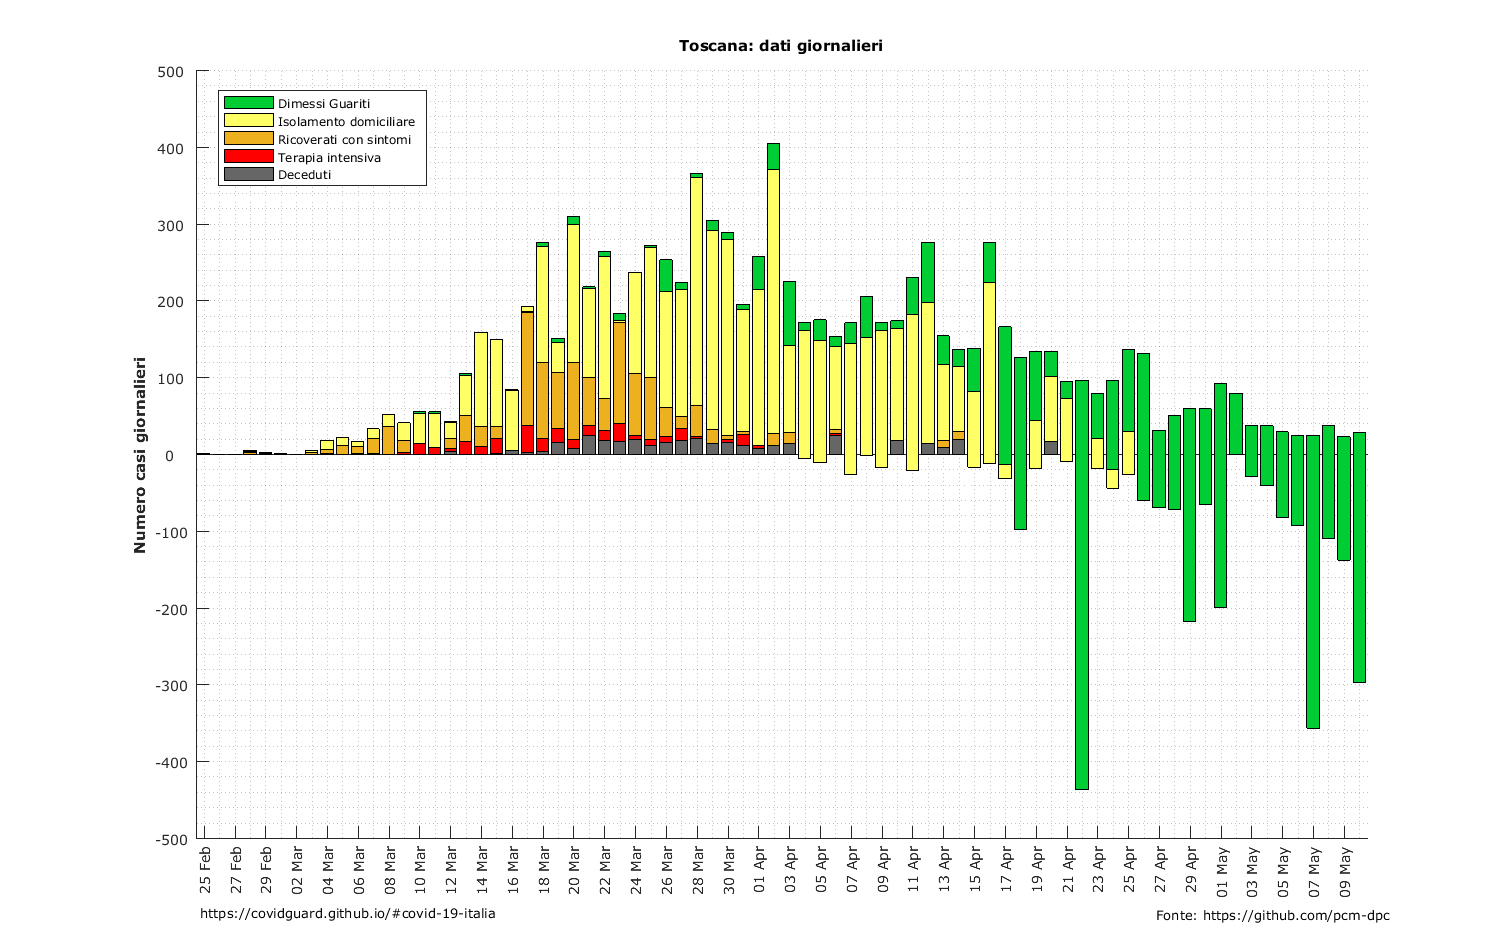 Toscana: dati giornalieri
Numero casi giornalieri
500
400
300
200
100
0
-100
-200
-300
-400
-500
Dimessi Guariti
Isolamento domiciliare
Ricoverati con sintomi
Terapia intensiva
Deceduti
25 Feb
27 Feb
29 Feb
02 Mar
04 Mar
06 Mar
08 Mar
10 Mar
12 Mar
14 Mar
16 Mar
18 Mar
20 Mar
22 Mar
24 Mar
26 Mar
28 Mar
30 Mar
01 Apr
03 Apr
05 Apr
07 Apr
09 Apr
11 Apr
13 Apr
15 Apr
17 Apr
19 Apr
21 Apr
23 Apr
25 Apr
27 Apr
29 Apr
01 May
03 May
05 May
07 May
09 May
https://covidguard.github.io/#covid-19-italia
Fonte: https://github.com/pcm-dpc